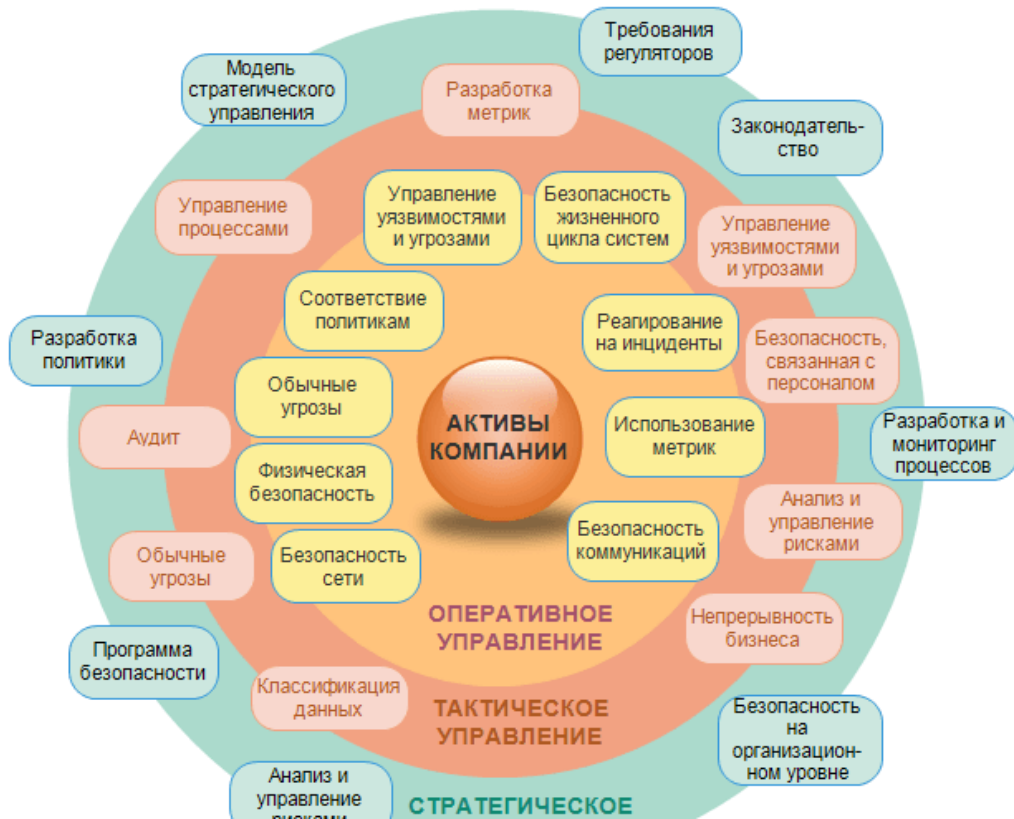 Требования
регуляторов
Модель
стратегического
управления
Разработка
метрик
Законодатель-
ство
Управление
уязвимостями
и угрозами
Безопасность
жизненного
цикла систем
Управление
процессами
Управление
уязвимостями
и угрозами
Соответствие
политикам
Реагирование
на инциденты
Разработка
политики
Безопасность,
связанная с
персоналом
Обычные
угрозы
АКТИВЫ
КОМПАНИИ
Использование
метрик
Аудит
Разработка и
мониторинг
процессов
Физическая
безопасность
Анализ и
управление
рисками
Безопасность
коммуникаций
Обычные
угрозы
Безопасность
сети
ОПЕРАТИВНОЕ
УПРАВЛЕНИЕ
Непрерывность
бизнеса
Программа
безопасности
Классификация
данных
ТАКТИЧЕСКОЕ
УПРАВЛЕНИЕ
Безопасность
на
организацион-
ном уровне
Анализ и
управление
рисками
СТРАТЕГИЧЕСКОЕ